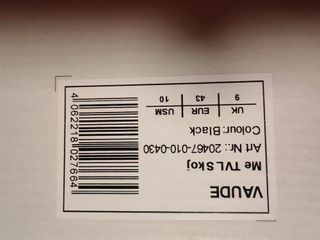 VAUDE
Me TVL Skoj
Art Nr.: 20467-010-0430
Colour: Black
UK EUR USM
9 43 10
4 062218 027664